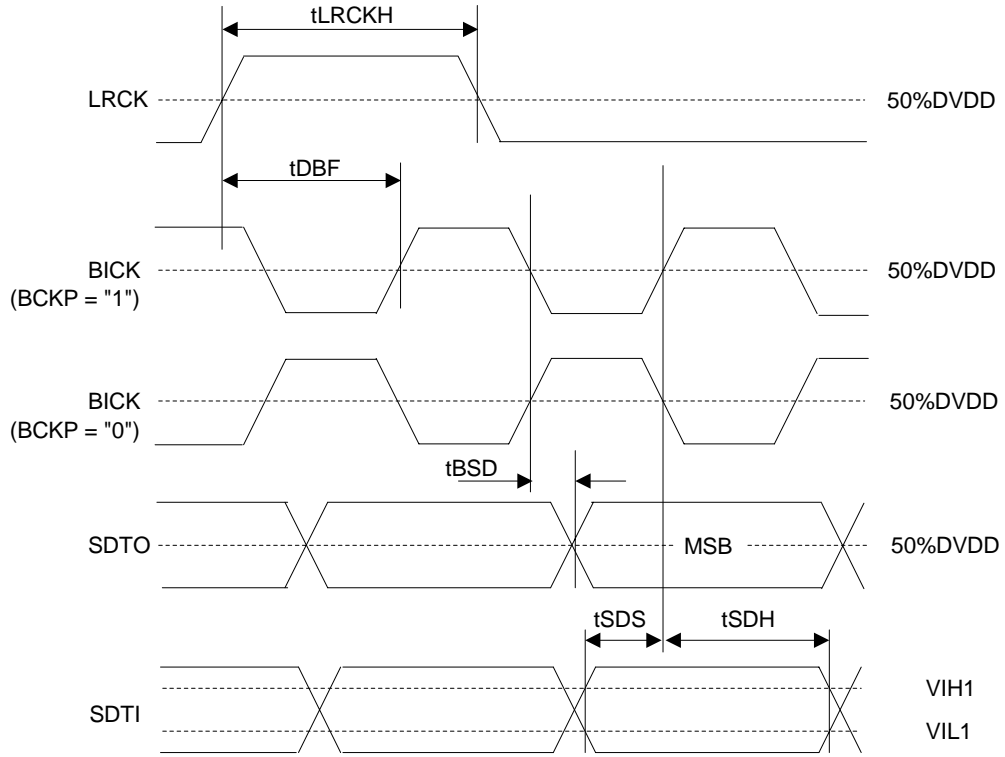 tLRCKH
LRCK
50%DVDD
tDBF
BICK
(BCKP = "1")
50%DVDD
BICK
(BCKP = "0")
50%DVDD
tBSD
SDTO
MSB
50%DVDD
tSDS
tSDH
SDTI
VIH1
VIL1